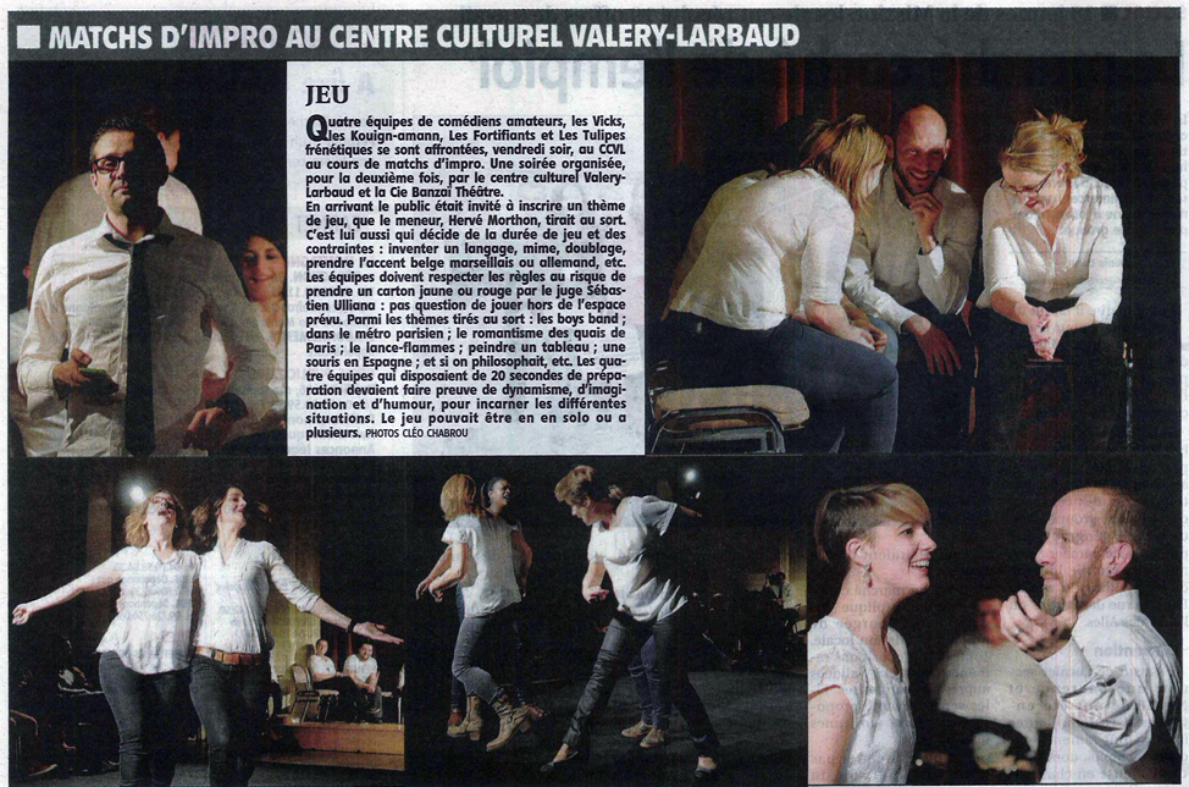 MATCHS D'IMPRO AU CENTRE CULTUREL VALERY-LARBAUD
JEU
Quatre équipes de comédiens amateurs, les Vicks,
les Kouign-amann, Les Fortifiants et Les Tulipes
frénétiques se sont affrontées, vendredi soir, au CCVL
au cours de matchs d'impro. Une soirée organisée,
pour la deuxième fois, par le centre culturel Valery-
Larbaud et la Cie Banzaï Théâtre.
En arrivant le public était invité à inscrire un thème
de jeu, que le meneur, Hervé Morthon, tirait au sort.
C'est lui aussi qui décide de la durée de jeu et des
contraintes : inventer un langage, mime, doublage,
prendre l'accent belge marseillais ou allemand, etc.
Les équipes doivent respecter les règles au risque de
prendre un carton jaune ou rouge par le juge Sébas-
tien Ulliana : pas question de jouer hors de l'espace
prévu. Parmi les thèmes tirés au sort : les boys band ;
dans le métro parisien ; le romantisme des quais de
Paris ; le lance-flammes ; peindre un tableau ; une
souris en Espagne ; et si on philosophait, etc. Les qua-
tre équipes qui disposaient de 20 secondes de prépa-
ration devaient faire preuve de dynamisme, d'imagi-
nation et d'humour, pour incarner les différentes
situations. Le jeu pouvait être en en solo ou a
plusieurs. PHOTOS CLÉO CHABROU